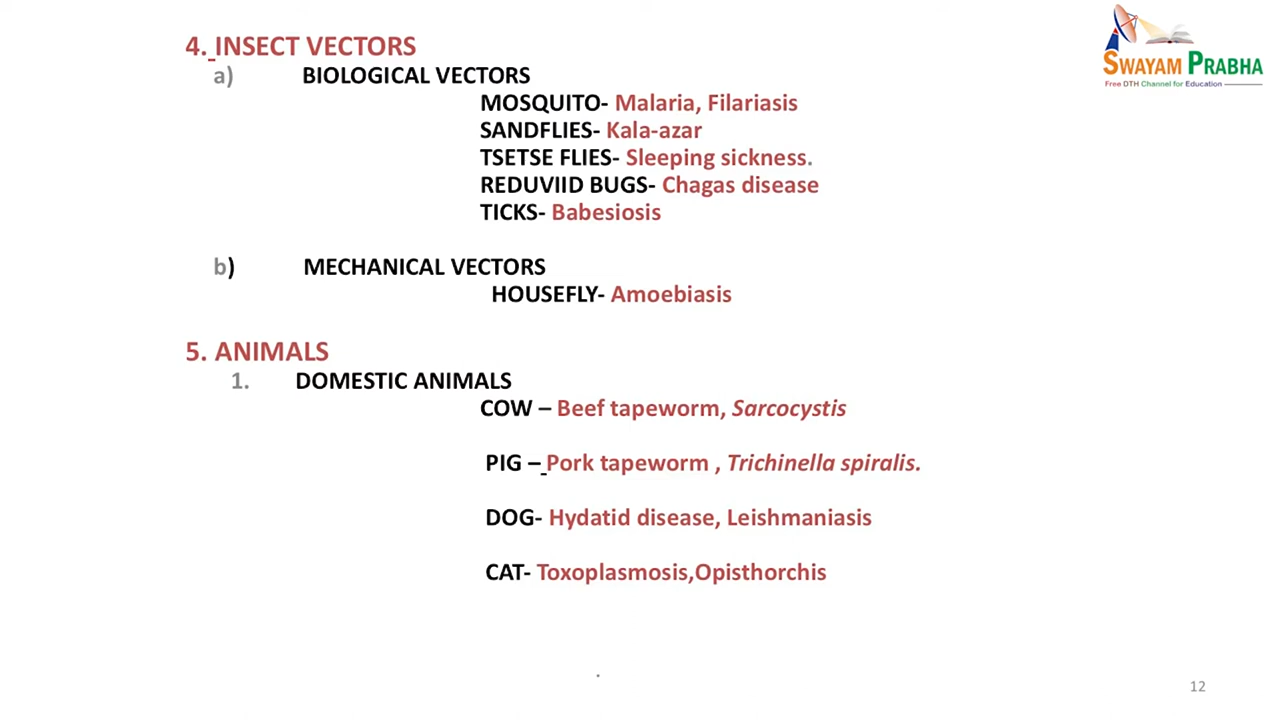 SWAYAM PRABHA
Free DTH Channel for Education
4. INSECT VECTORS
a) BIOLOGICAL VECTORS
MOSQUITO- Malaria, Filariasis
SANDFLIES- Kala-azar
TSETSE FLIES- Sleeping sickness.
REDUVIID BUGS- Chagas disease
TICKS- Babesiosis
b) MECHANICAL VECTORS
HOUSEFLY- Amoebiasis
5. ANIMALS
1. DOMESTIC ANIMALS
COW – Beef tapeworm, Sarcocystis
PIG – Pork tapeworm , Trichinella spiralis.
DOG- Hydatid disease, Leishmaniasis
CAT- Toxoplasmosis,Opisthorchis
.
12